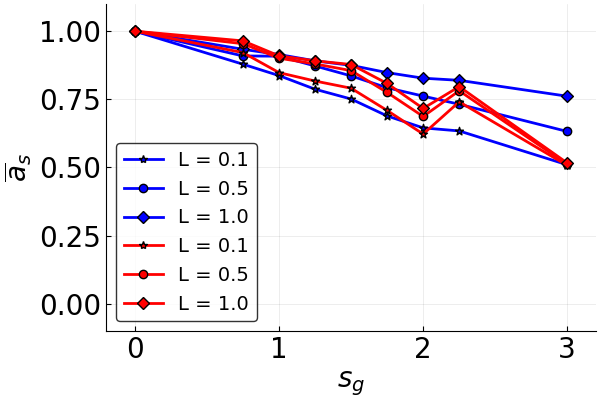 1.00
0.75
0.50
0.25
0.00
a̅ₛ
L = 0.1
L = 0.5
L = 1.0
L = 0.1
L = 0.5
L = 1.0
0 1 2 3
s_g